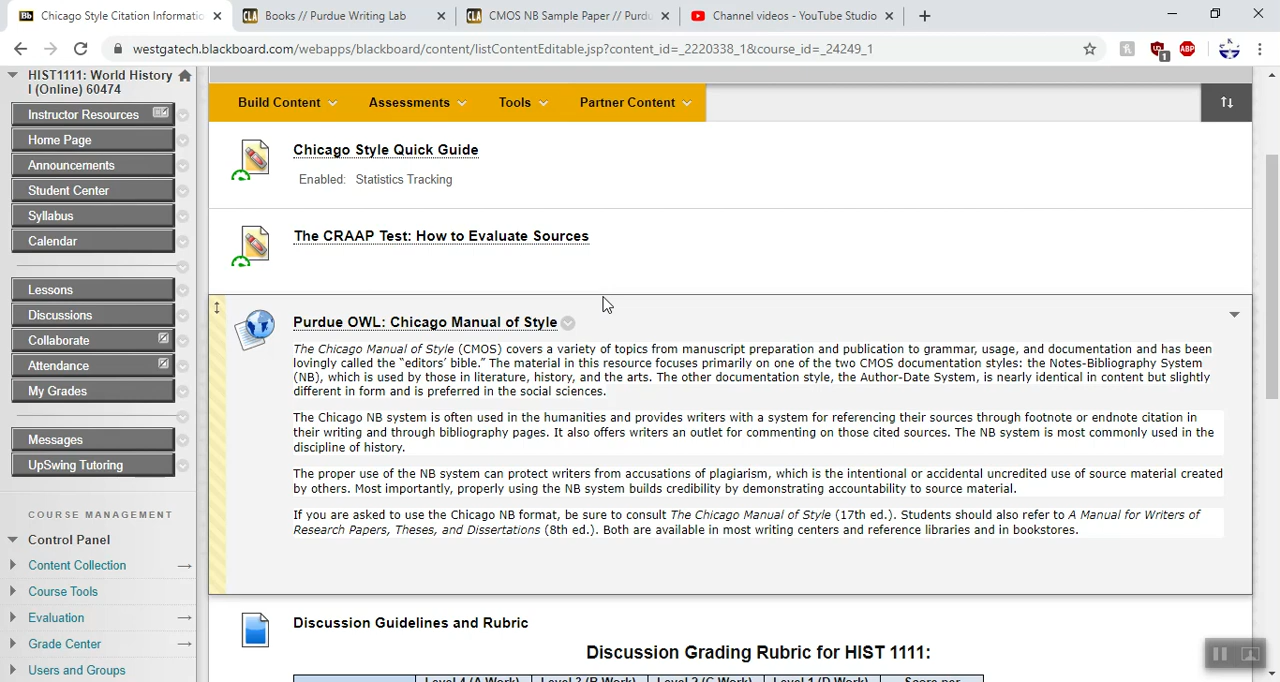 Chicago Style Citation Informatic
Books // Purdue Writing Lab
CMOS NB Sample Paper // Purdu
Channel videos - YouTube Studio
westgatech.blackboard.com/webapps/blackboard/content/listContentEditable.jsp?content_id=_2220338_1&course_id=_24249_1
HIST1111: World History
I (Online) 60474
Instructor Resources
Home Page
Announcements
Student Center
Syllabus
Calendar
Lessons
Discussions
Collaborate
Attendance
My Grades
Messages
UpSwing Tutoring
COURSE MANAGEMENT
Control Panel
Content Collection
Course Tools
Evaluation
Grade Center
Users and Groups
Build Content
Assessments
Tools
Partner Content
Chicago Style Quick Guide
Enabled: Statistics Tracking
The CRAAP Test: How to Evaluate Sources
Purdue OWL: Chicago Manual of Style
The Chicago Manual of Style (CMOS) covers a variety of topics from manuscript preparation and publication to grammar, usage, and documentation and has been
lovingly called the “editors’ bible.” The material in this resource focuses primarily on one of the two CMOS documentation styles: the Notes-Bibliography System
(NB), which is used by those in literature, history, and the arts. The other documentation style, the Author-Date System, is nearly identical in content but slightly
different in form and is preferred in the social sciences.
The Chicago NB system is often used in the humanities and provides writers with a system for referencing their sources through footnote or endnote citation in
their writing and through bibliography pages. It also offers writers an outlet for commenting on those cited sources. The NB system is most commonly used in the
discipline of history.
The proper use of the NB system can protect writers from accusations of plagiarism, which is the intentional or accidental uncredited use of source material created
by others. Most importantly, properly using the NB system builds credibility by demonstrating accountability to source material.
If you are asked to use the Chicago NB format, be sure to consult The Chicago Manual of Style (17th ed.). Students should also refer to A Manual for Writers of
Research Papers, Theses, and Dissertations (8th ed.). Both are available in most writing centers and reference libraries and in bookstores.
Discussion Guidelines and Rubric
Discussion Grading Rubric for HIST 1111:
Level 4 (A Work) Level 3 (B Work) Level 2 (C Work) Level 1 (D Work) Score per